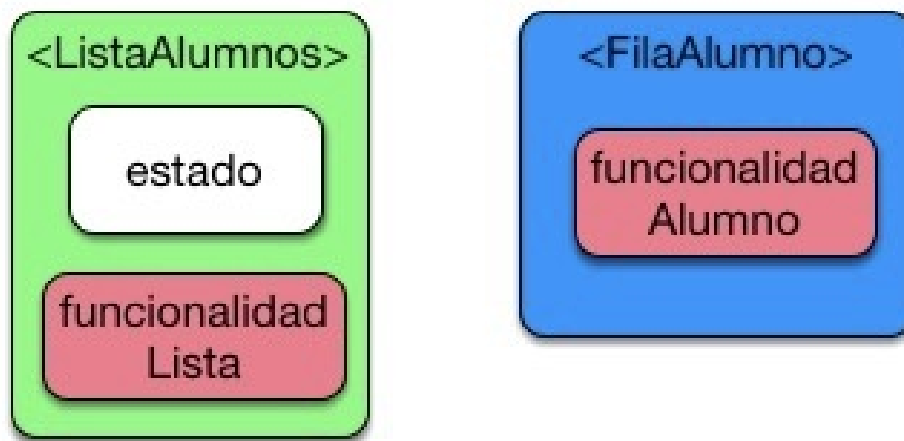 <ListaAlumnos>
estado
funcionalidad
Lista
<FilaAlumno>
funcionalidad
Alumno